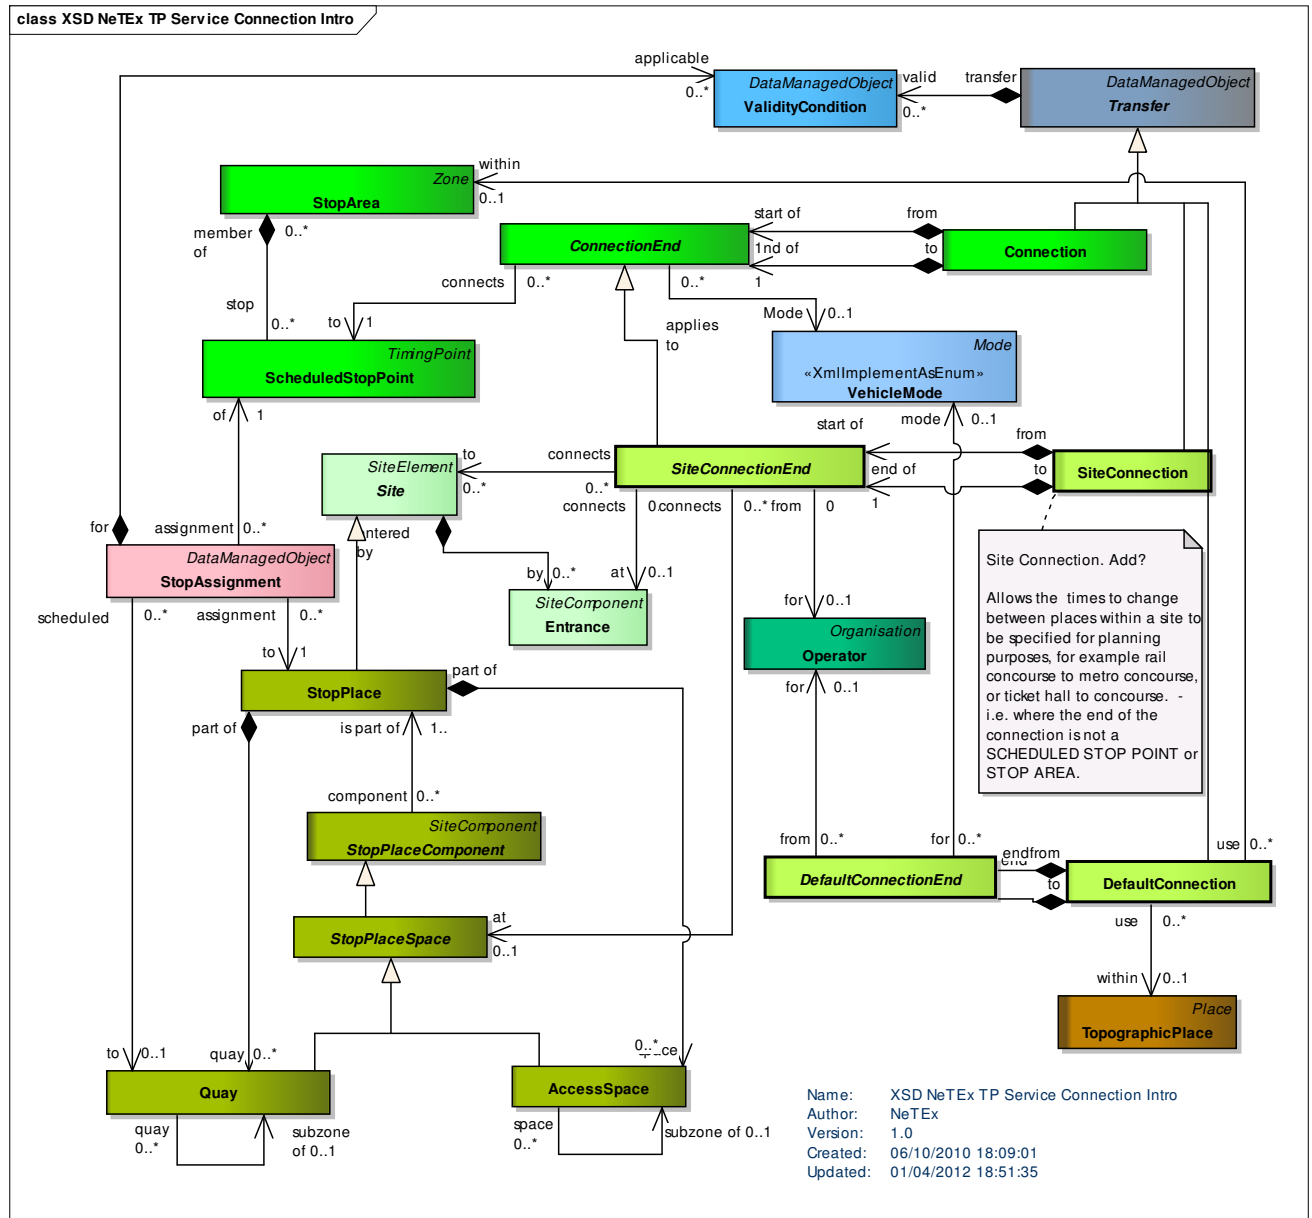 class XSD NeTEx TP Service Connection Intro
applicable
0..*
DataManagedObject
ValidityCondition
valid
0..*
transfer
DataManagedObject
Transfer
Zone
StopArea
within
0..1
member
of
0..*
stop
0..*
ConnectionEnd
start of
from
1nd of
to
1
Connection
connects
0..*
0..*
to
1
Mode
0..1
applies
to
TimingPoint
ScheduledStopPoint
of
1
Mode
«XmlImplementAsEnum»
VehicleMode
mode
0..1
start of
from
SiteElement
Site
to
0..*
connects
0..*
SiteConnectionEnd
end of
to
1
SiteConnection
connects
0..
connects
0..*
from
0
for
assignment
0..*
ntered
by
DataManagedObject
StopAssignment
by
0..*
at
0..1
SiteComponent
Entrance
Site Connection. Add?
Allows the times to change
between places within a site to
be specified for planning
purposes, for example rail
concourse to metro concourse,
or ticket hall to concourse. -
i.e. where the end of the
connection is not a
SCHEDULED STOP POINT or
STOP AREA.
scheduled
0..*
assignment
0..*
for
0..1
Organisation
Operator
for
0..1
to
1
StopPlace
part of
part of
is part of
1..
component
0..*
SiteComponent
StopPlaceComponent
from
0..*
for
0..*
use
0..*
DefaultConnectionEnd
endfrom
to
DefaultConnection
use
0..*
StopPlaceSpace
at
0..1
within
0..1
Place
TopographicPlace
to
0..1
quay
0..*
0..*
Quay
AccessSpace
quay
0..*
subzone
of 0..1
space
0..*
subzone of 0..1
Name: XSD NeTEx TP Service Connection Intro
Author: NeTEx
Version: 1.0
Created: 06/10/2010 18:09:01
Updated: 01/04/2012 18:51:35